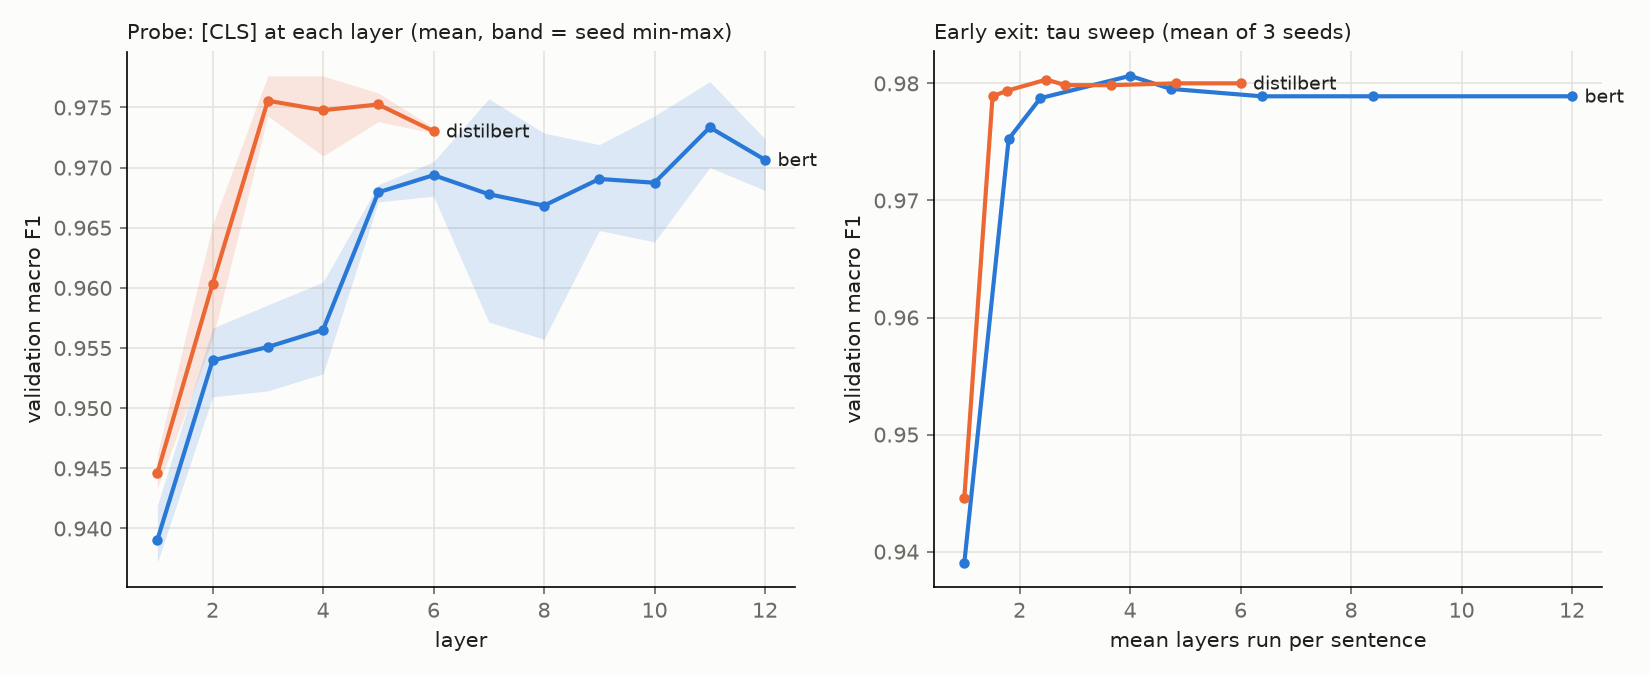 Probe: [CLS] at each layer (mean, band = seed min-max)
validation macro F1
0.975
0.970
0.965
0.960
0.955
0.950
0.945
0.940
distilbert
bert
2 4 6 8 10 12
layer
Early exit: tau sweep (mean of 3 seeds)
validation macro F1
0.98
0.97
0.96
0.95
0.94
distilbert
bert
2 4 6 8 10 12
mean layers run per sentence